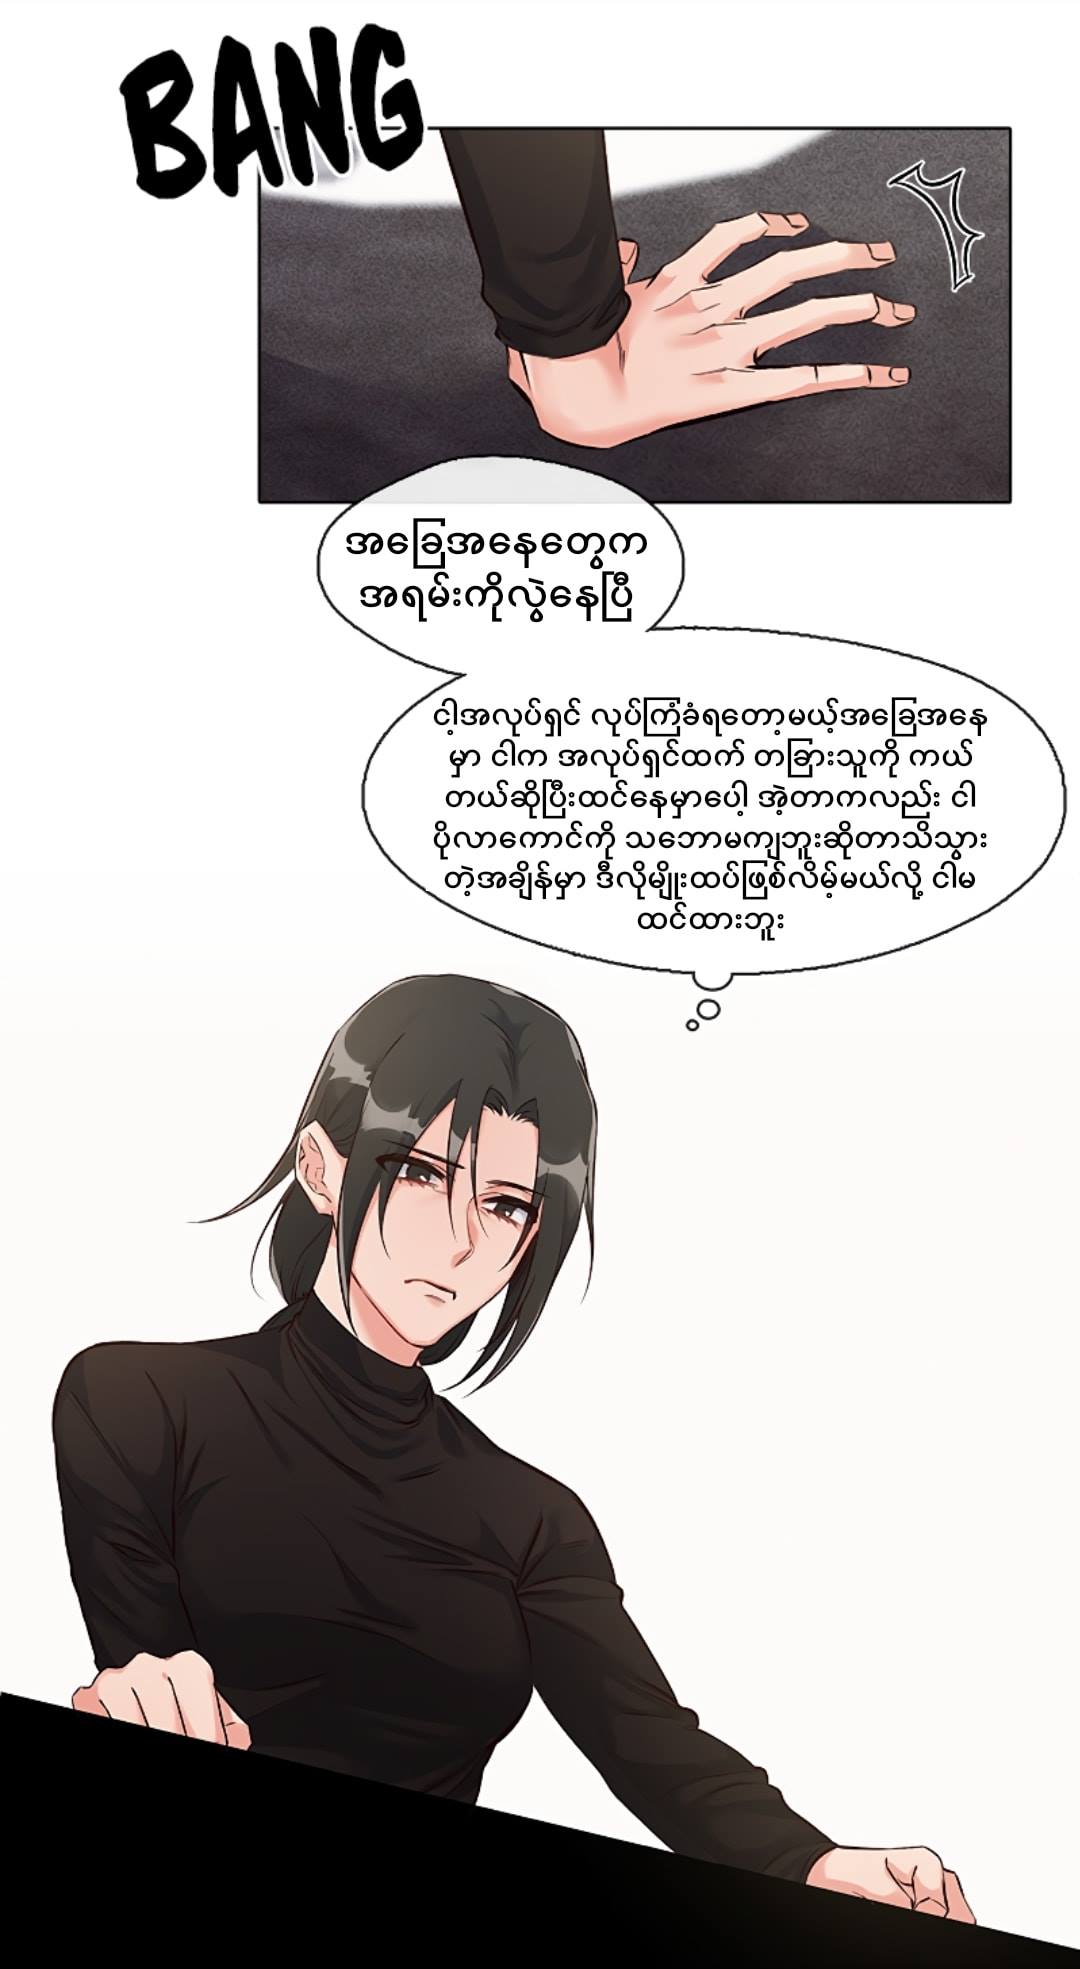 BANG
အခြေအနေတွေက
အရမ်းကိုလွဲနေပြီ
ငါ့အလုပ်ရှင် လုပ်ကြံခံရတော့မယ့်အခြေအနေ
မှာ ငါက အလုပ်ရှင်ထက် တခြားသူကို ကယ်
တယ်ဆိုပြီးထင်နေမှာပေါ့ အဲ့တာကလည်း ငါ
ပိုလာကောင်ကို သဘောမကျဘူးဆိုတာသိသွား
တဲ့အချိန်မှာ ဒီလိုမျိုးထပ်ဖြစ်လိမ့်မယ်လို့ ငါမ
ထင်ထားဘူး